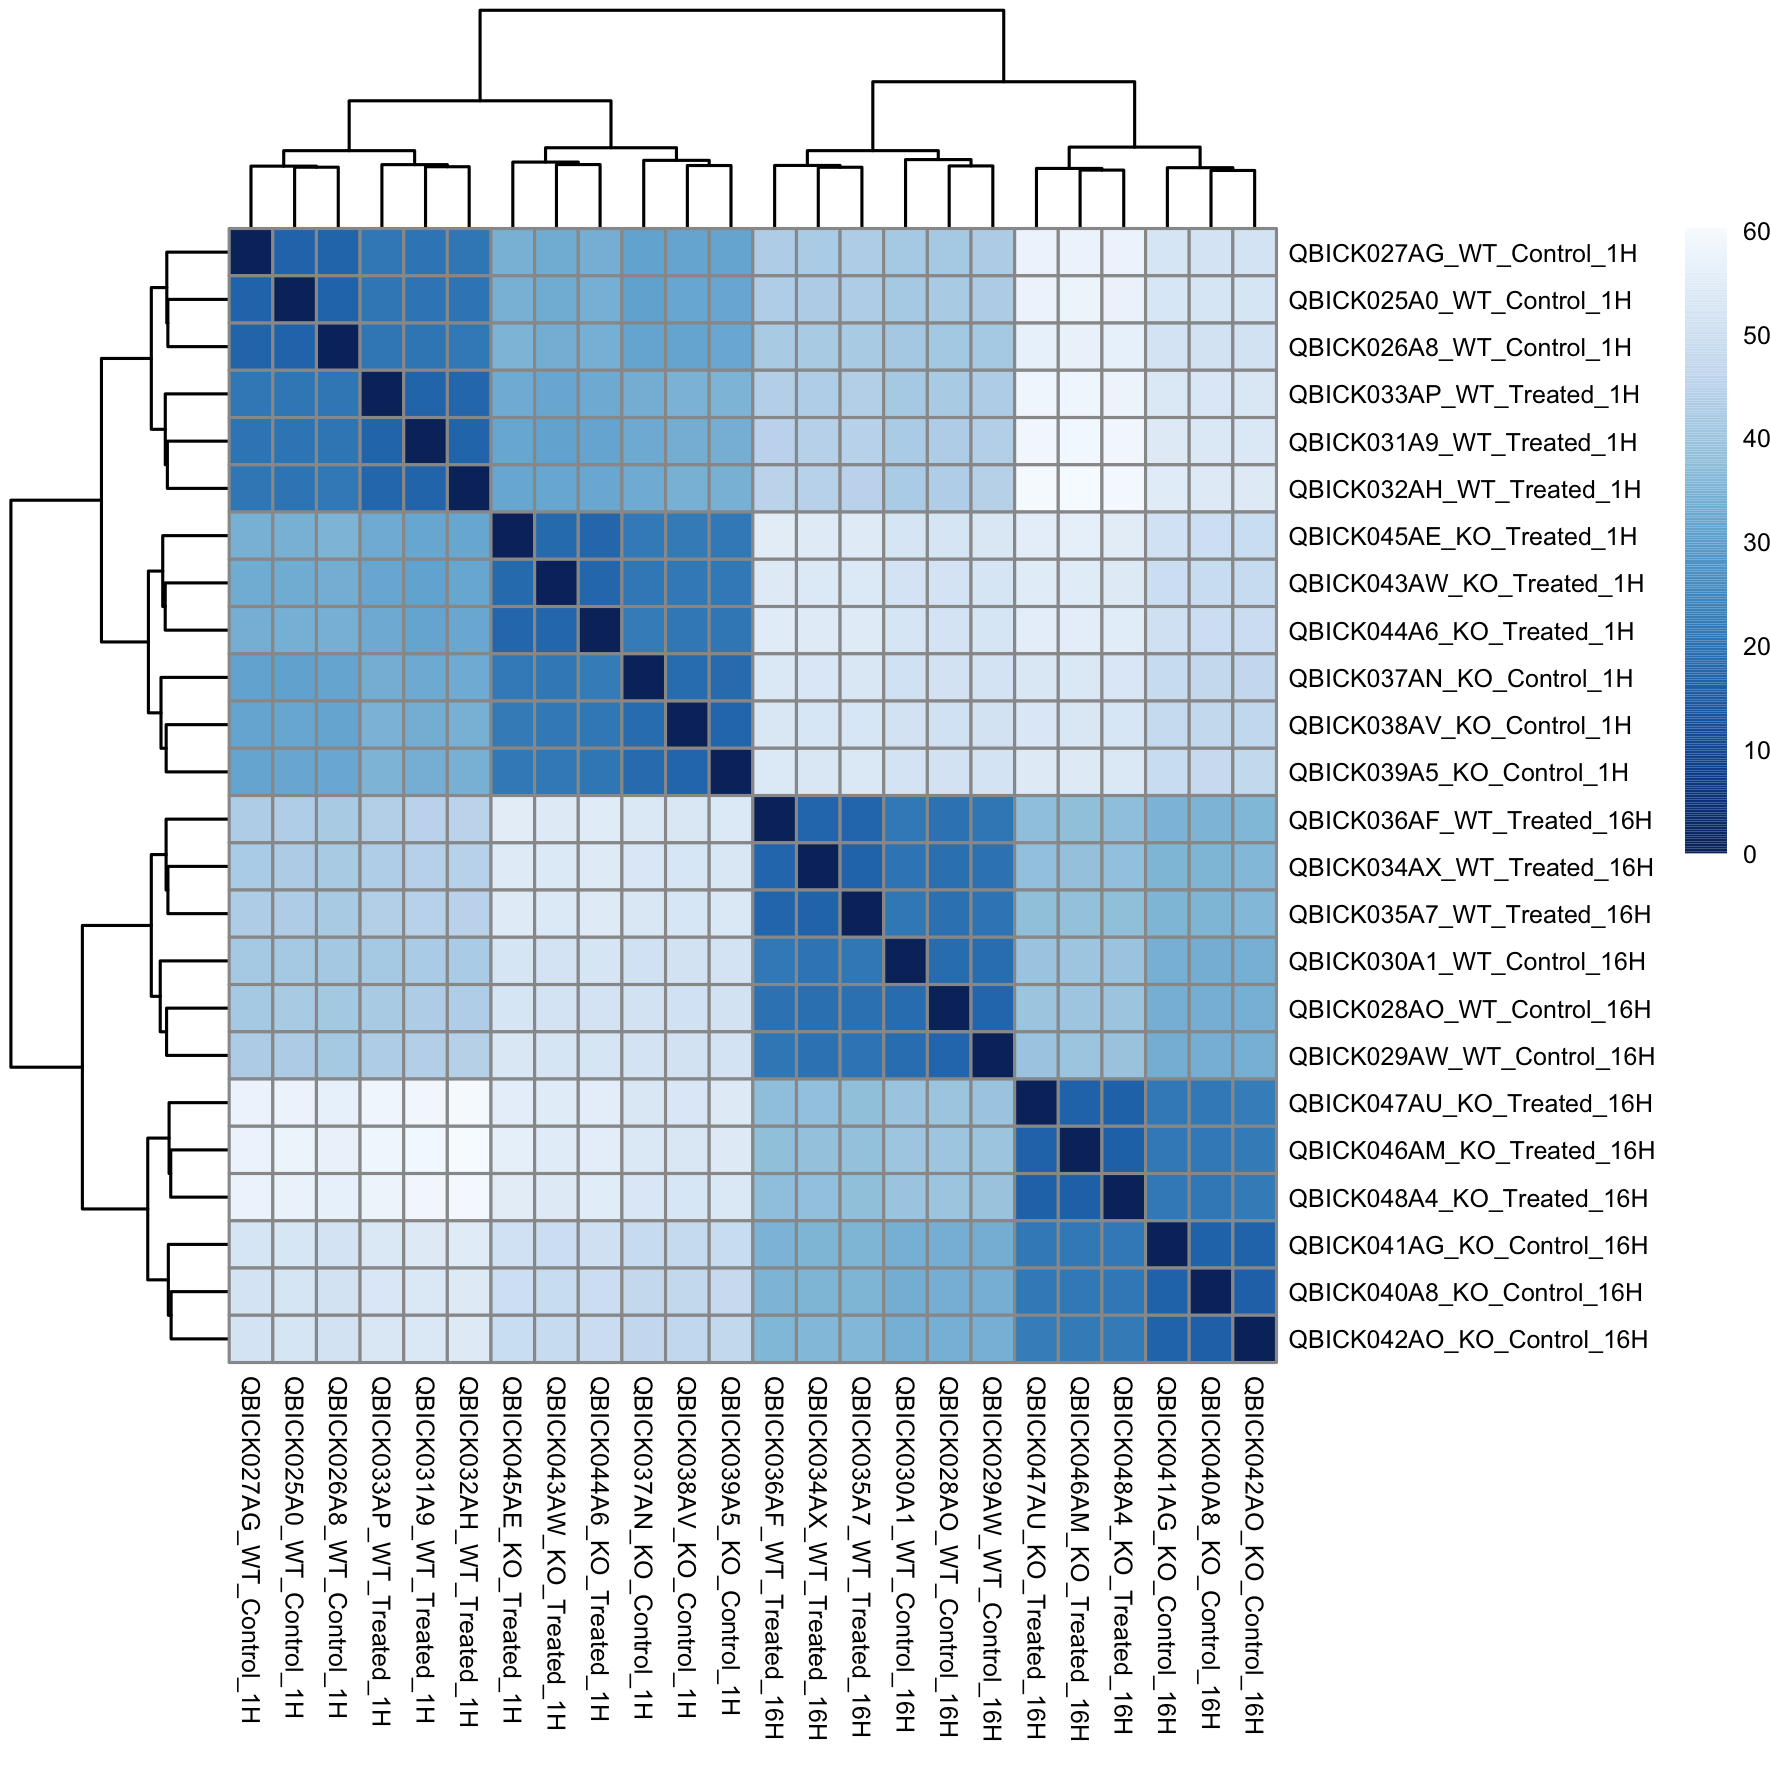 QBICK027AG_WT_Control_1H
QBICK025A0_WT_Control_1H
QBICK026A8_WT_Control_1H
QBICK033AP_WT_Treated_1H
QBICK031A9_WT_Treated_1H
QBICK032AH_WT_Treated_1H
QBICK045AE_KO_Treated_1H
QBICK043AW_KO_Treated_1H
QBICK044A6_KO_Treated_1H
QBICK037AN_KO_Control_1H
QBICK038AV_KO_Control_1H
QBICK039A5_KO_Control_1H
QBICK036AF_WT_Treated_16H
QBICK034AX_WT_Treated_16H
QBICK035A7_WT_Treated_16H
QBICK030A1_WT_Control_16H
QBICK028AO_WT_Control_16H
QBICK029AW_WT_Control_16H
QBICK047AU_KO_Treated_16H
QBICK046AM_KO_Treated_16H
QBICK048A4_KO_Treated_16H
QBICK041AG_KO_Control_16H
QBICK040A8_KO_Control_16H
QBICK042AO_KO_Control_16H
60
50
40
30
20
10
0
QBICK027AG_WT_Control_1H
QBICK025A0_WT_Control_1H
QBICK026A8_WT_Control_1H
QBICK033AP_WT_Treated_1H
QBICK031A9_WT_Treated_1H
QBICK032AH_WT_Treated_1H
QBICK045AE_KO_Treated_1H
QBICK043AW_KO_Treated_1H
QBICK044A6_KO_Treated_1H
QBICK037AN_KO_Control_1H
QBICK038AV_KO_Control_1H
QBICK039A5_KO_Control_1H
QBICK036AF_WT_Treated_16H
QBICK034AX_WT_Treated_16H
QBICK035A7_WT_Treated_16H
QBICK030A1_WT_Control_16H
QBICK028AO_WT_Control_16H
QBICK029AW_WT_Control_16H
QBICK047AU_KO_Treated_16H
QBICK046AM_KO_Treated_16H
QBICK048A4_KO_Treated_16H
QBICK041AG_KO_Control_16H
QBICK040A8_KO_Control_16H
QBICK042AO_KO_Control_16H